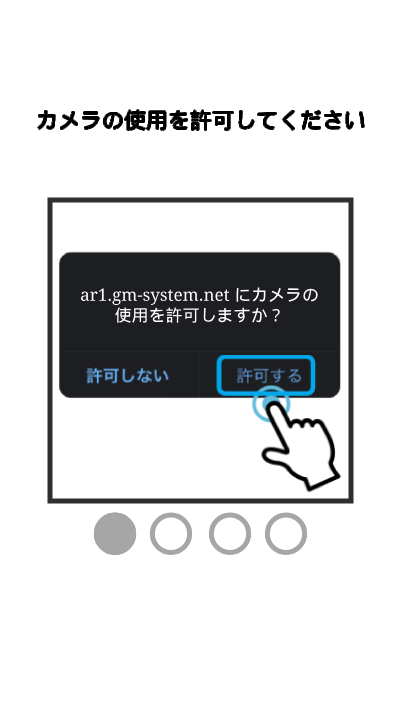 カメラの使用を許可してください
ar1.gm-system.net にカメラの
使用を許可しますか？
許可しない
許可する